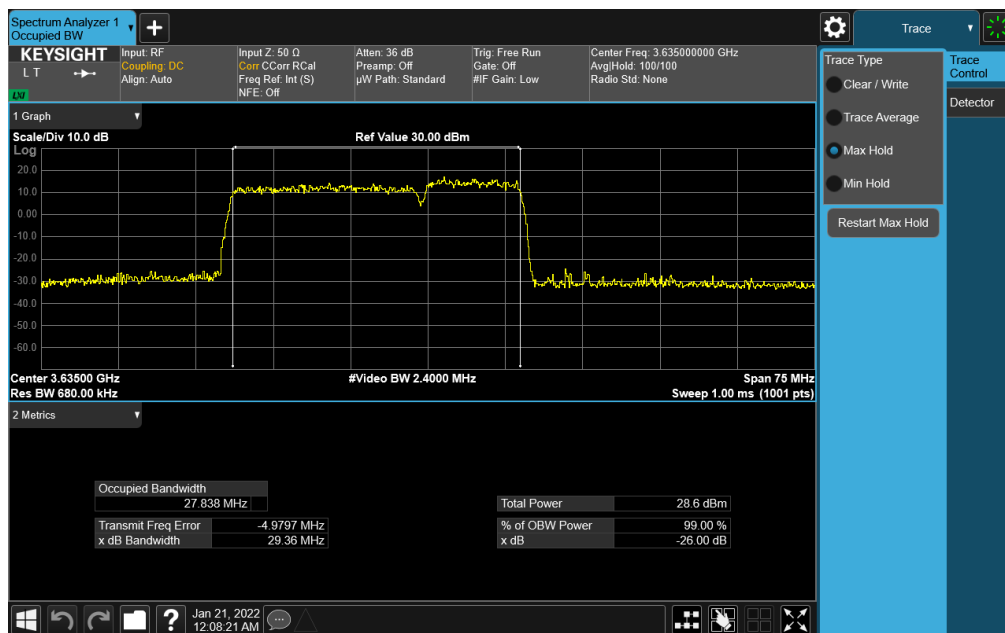 Spectrum Analyzer 1
Occupied BW
Trace
KEYSIGHT
L T
LXI
Input: RF
Coupling: DC
Align: Auto
Input Z: 50 Ω
Corr CCorr RCal
Freq Ref: Int (S)
NFE: Off
Atten: 36 dB
Preamp: Off
µW Path: Standard
Trig: Free Run
Gate: Off
#IF Gain: Low
Center Freq: 3.635000000 GHz
Avg|Hold: 100/100
Radio Std: None
Trace Type
Clear / Write
Trace Average
Max Hold
Min Hold
Restart Max Hold
Trace
Control
Detector
1 Graph
Scale/Div 10.0 dB
Ref Value 30.00 dBm
Log
20.0
10.0
0.00
-10.0
-20.0
-30.0
-40.0
-50.0
-60.0
Center 3.63500 GHz
#Video BW 2.4000 MHz
Span 75 MHz
Res BW 680.00 kHz
Sweep 1.00 ms (1001 pts)
2 Metrics
Occupied Bandwidth
27.838 MHz
Total Power 28.6 dBm
Transmit Freq Error -4.9797 MHz
% of OBW Power 99.00 %
x dB Bandwidth 29.36 MHz
x dB -26.00 dB
?
Jan 21, 2022
12:08:21 AM